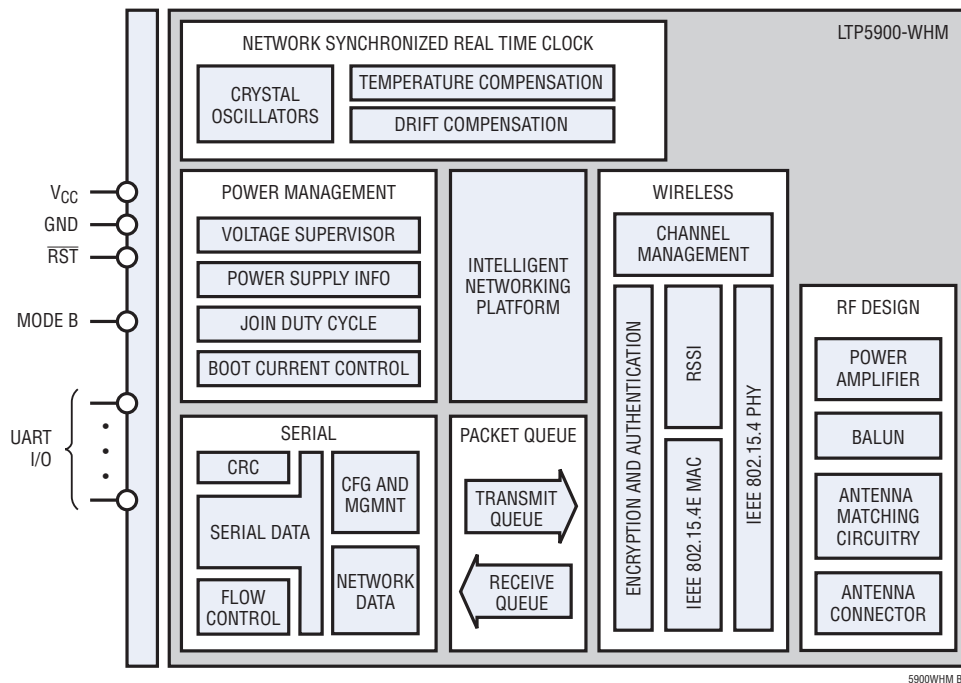 LTP5900-WHM
NETWORK SYNCHRONIZED REAL TIME CLOCK
CRYSTAL
OSCILLATORS
TEMPERATURE COMPENSATION
DRIFT COMPENSATION
VCC
GND
RST
MODE B
UART
I/O
POWER MANAGEMENT
VOLTAGE SUPERVISOR
POWER SUPPLY INFO
JOIN DUTY CYCLE
BOOT CURRENT CONTROL
INTELLIGENT
NETWORKING
PLATFORM
WIRELESS
CHANNEL
MANAGEMENT
ENCRYPTION AND AUTHENTICATION
RSSI
IEEE 802.15.4E MAC
IEEE 802.15.4 PHY
RF DESIGN
POWER
AMPLIFIER
BALUN
ANTENNA
MATCHING
CIRCUITRY
ANTENNA
CONNECTOR
SERIAL
CRC
SERIAL DATA
FLOW
CONTROL
CFG AND
MGMNT
NETWORK
DATA
PACKET QUEUE
TRANSMIT
QUEUE
RECEIVE
QUEUE